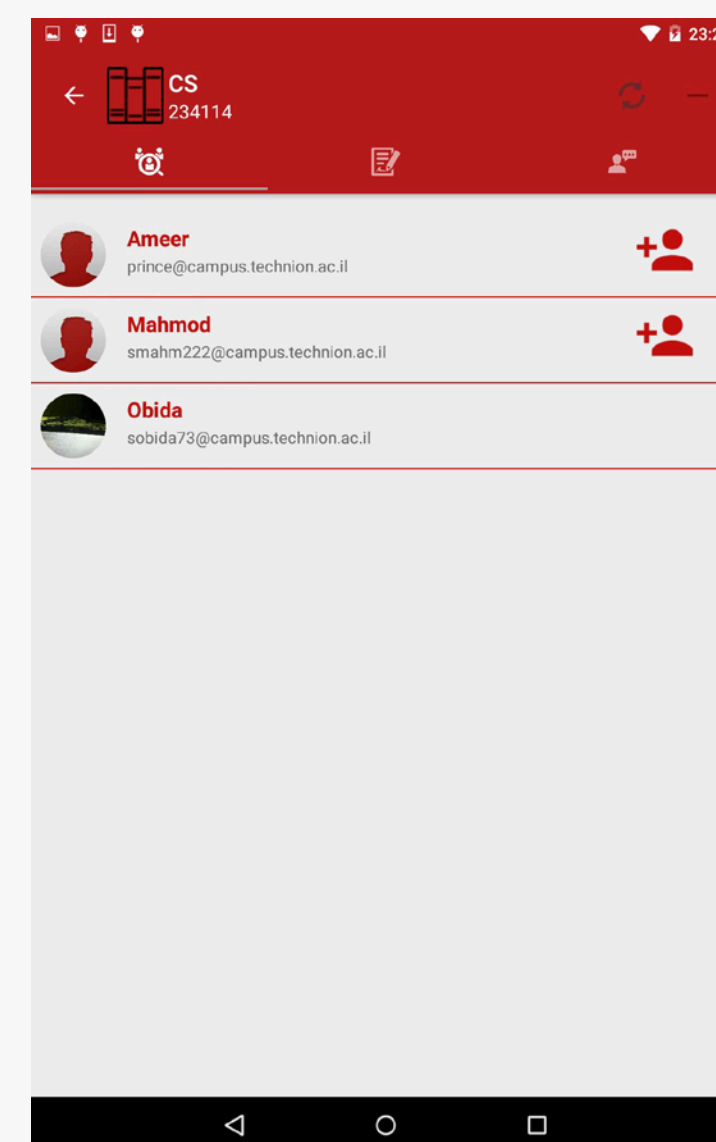 23:2
CS
234114
Ameer
prince@campus.technion.ac.il
Mahmod
smahm222@campus.technion.ac.il
Obida
sobida73@campus.technion.ac.il